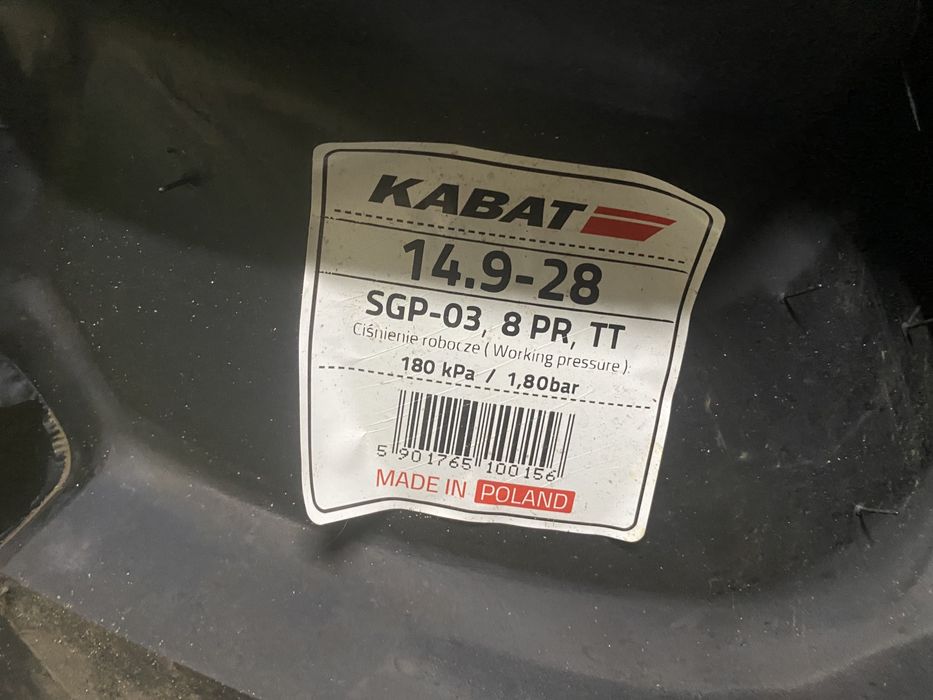 KABAT
14.9-28
SGP-03, 8 PR, TT
Ciśnienie robocze ( Working pressure ):
180 kPa / 1,80bar
5 901765 100156
MADE IN POLAND